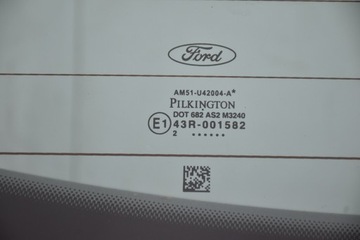 Ford
AM51-U42004-A*
PILKINGTON
DOT 682 AS2 M3240
E1 43R-001582
2 ••••••